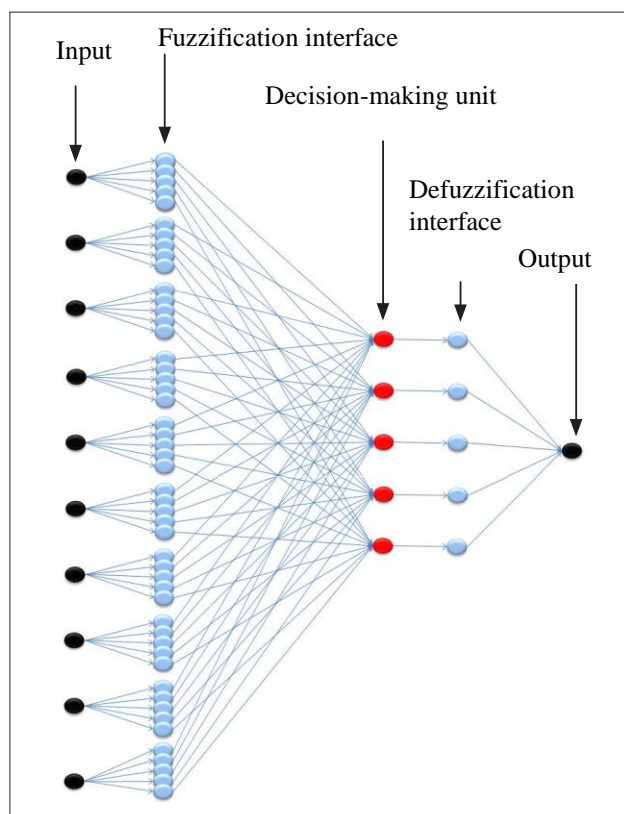 Input
Fuzzification interface
Decision-making unit
Defuzzification
interface
Output